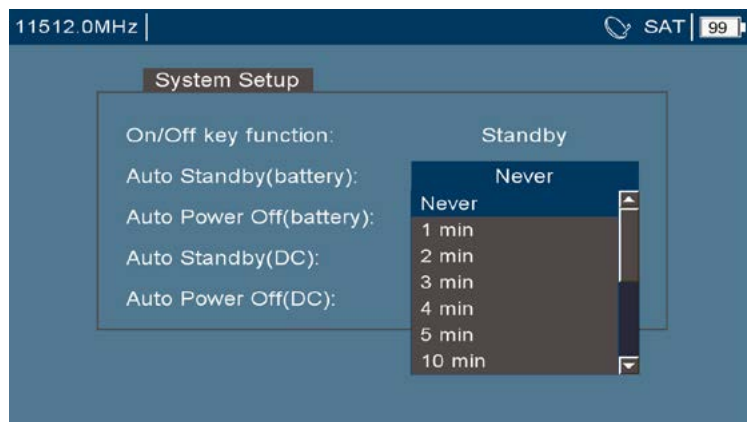 11512.0MHz SAT 99
System Setup
On/Off key function: Standby
Auto Standby(battery): Never
Never
Auto Power Off(battery):
1 min
2 min
Auto Standby(DC):
3 min
Auto Power Off(DC):
4 min
5 min
10 min